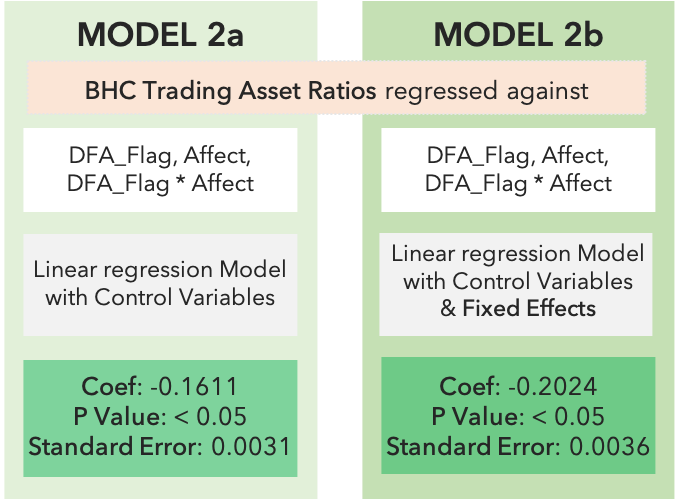 MODEL 2a
MODEL 2b
BHC Trading Asset Ratios regressed against
DFA_Flag, Affect,
DFA_Flag * Affect
DFA_Flag, Affect,
DFA_Flag * Affect
Linear regression Model
with Control Variables
Linear regression Model
with Control Variables
& Fixed Effects
Coef: -0.1611
P Value: < 0.05
Standard Error: 0.0031
Coef: -0.2024
P Value: < 0.05
Standard Error: 0.0036